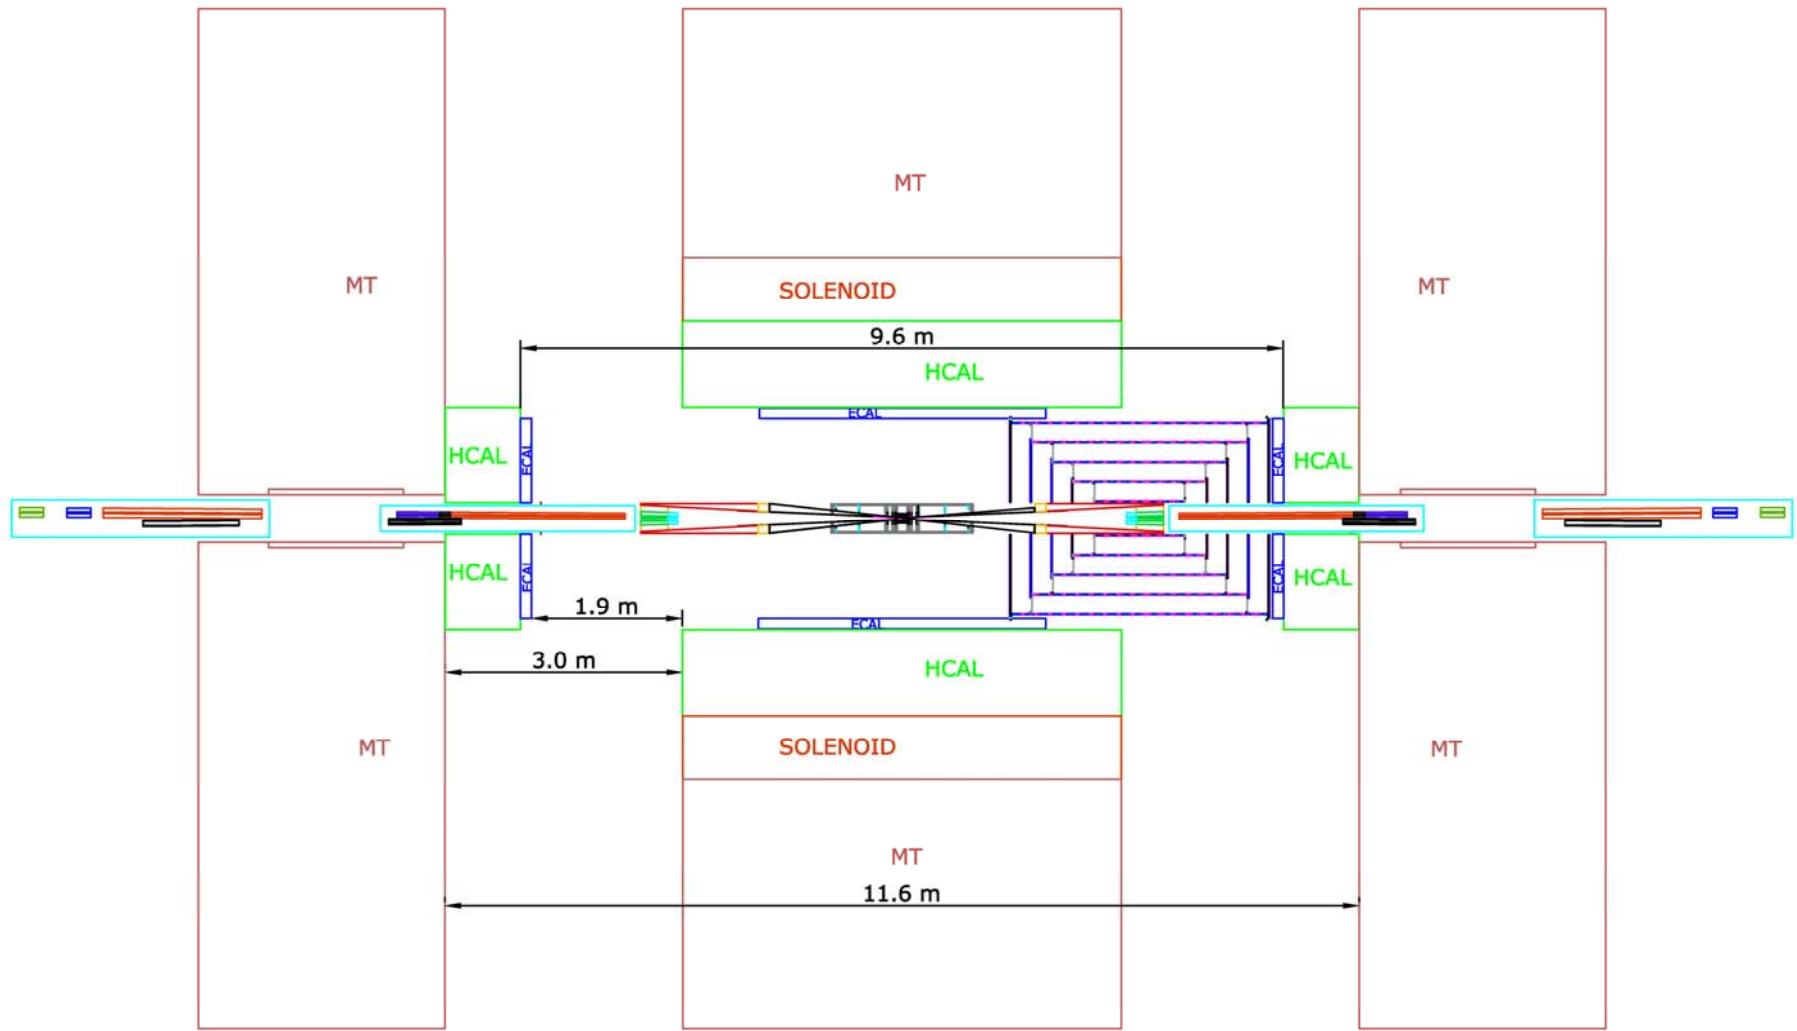 MT
MT
MT
SOLENOID
9.6 m
HCAL
ECAL
HCAL
ECAL
ECAL
HCAL
HCAL
ECAL
ECAL
HCAL
1.9 m
ECAL
3.0 m
HCAL
MT
SOLENOID
MT
MT
11.6 m